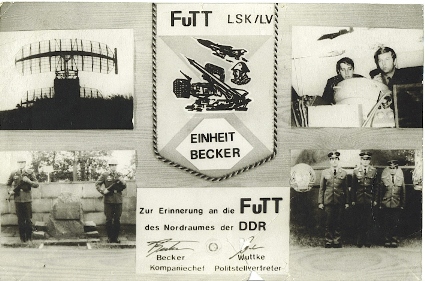 FuTT LSK/LV
EINHEIT
BECKER
Zur Erinnerung an die FuTT
des Nordraumes der DDR
Becker Wuttke
Kompaniechef Politstellvertreter